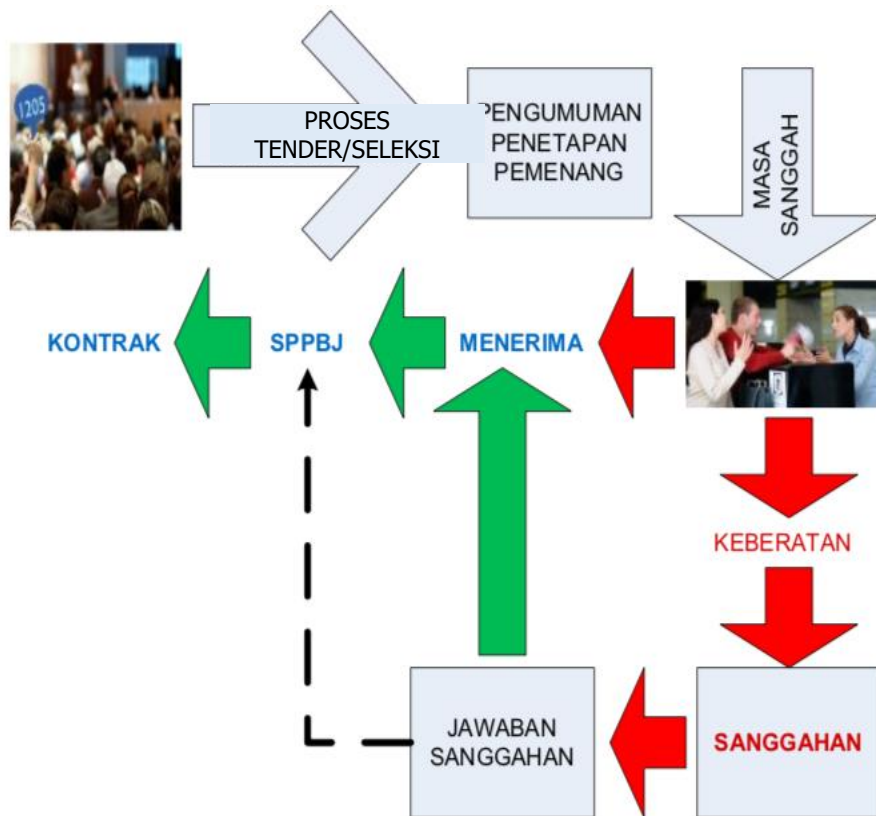 1205
PROSES
TENDER/SELEKSI
PENGUMUMAN
PENETAPAN
PEMENANG
MASA
SANGGAH
KONTRAK
SPPBJ
MENERIMA
KEBERATAN
JAWABAN
SANGGAHAN
SANGGAHAN